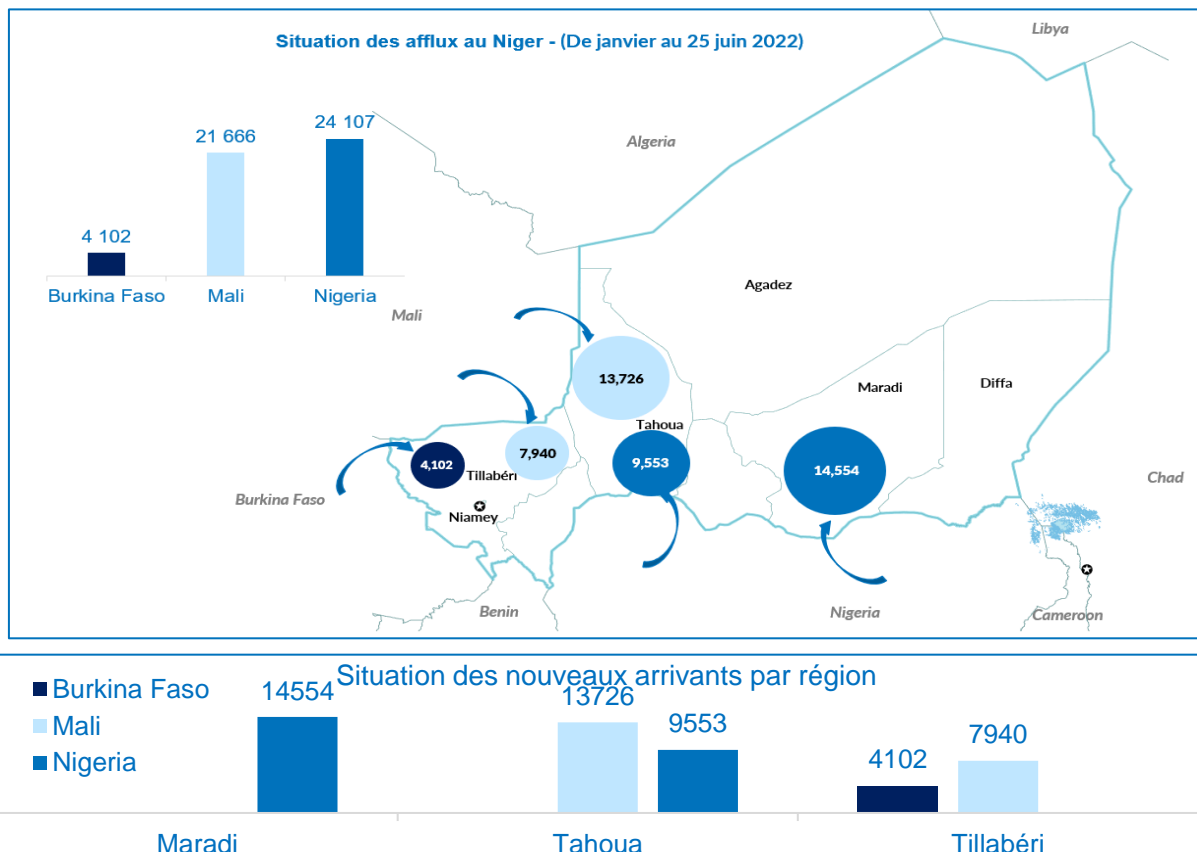 Situation des afflux au Niger - (De janvier au 25 juin 2022)
Libya
Algeria
24 107
21 666
4 102
Burkina Faso
Mali
Nigeria
Agadez
Mali
13,726
Maradi
Diffa
Tahoua
7,940
4,102
Tillabéri
9,553
14,554
Chad
Burkina Faso
Niamey
Benin
Nigeria
Cameroon
Situation des nouveaux arrivants par région
Burkina Faso
Mali
Nigeria
14554
13726
9553
4102
7940
Maradi
Tahoua
Tillabéri